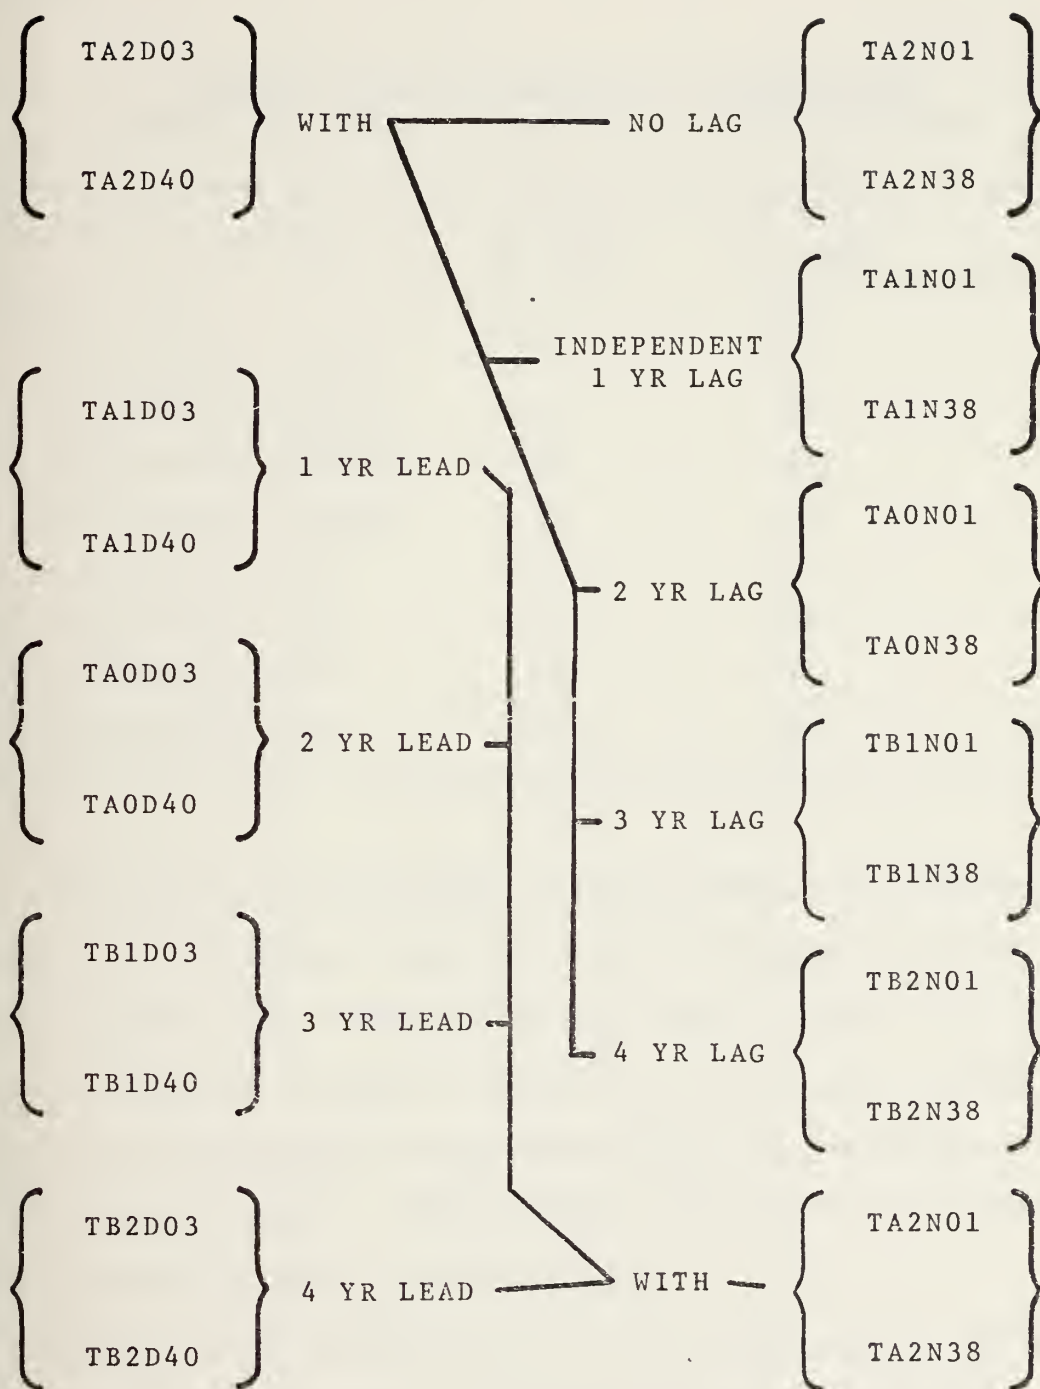 TA2D03
TA2D40
WITH
NO LAG
TA2N01
TA2N38
INDEPENDENT
1 YR LAG
TA1N01
TA1N38
TA1D03
TA1D40
1 YR LEAD
2 YR LAG
TA0N01
TA0N38
TA0D03
TA0D40
2 YR LEAD
3 YR LAG
TB1N01
TB1N38
TB1D03
TB1D40
3 YR LEAD
4 YR LAG
TB2N01
TB2N38
TB2D03
TB2D40
4 YR LEAD
WITH
TA2N01
TA2N38